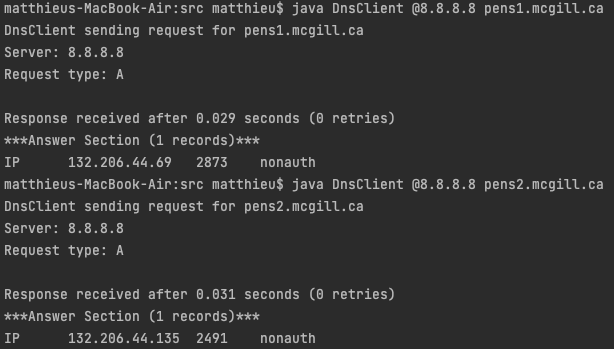 matthieus-MacBook-Air:src matthieu$ java DnsClient @8.8.8.8 pens1.mcgill.ca
DnsClient sending request for pens1.mcgill.ca
Server: 8.8.8.8
Request type: A

Response received after 0.029 seconds (0 retries)
***Answer Section (1 records)***
IP      132.206.44.69   2873    nonauth
matthieus-MacBook-Air:src matthieu$ java DnsClient @8.8.8.8 pens2.mcgill.ca
DnsClient sending request for pens2.mcgill.ca
Server: 8.8.8.8
Request type: A

Response received after 0.031 seconds (0 retries)
***Answer Section (1 records)***
IP      132.206.44.135  2491    nonauth